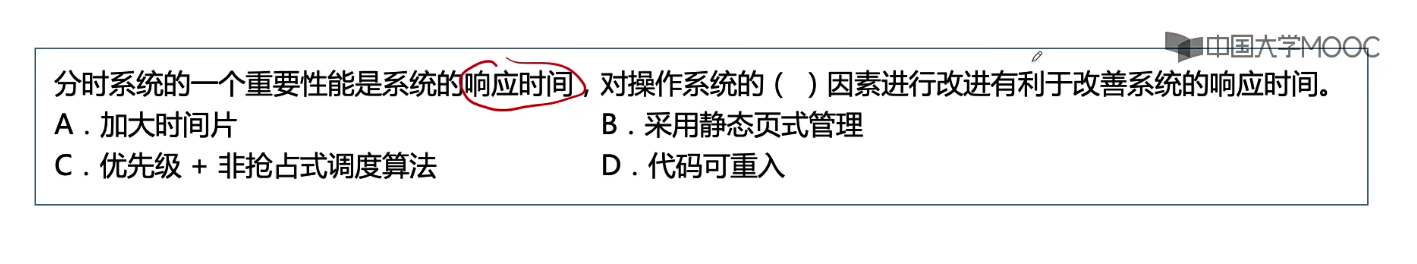 中国大学MOOC
分时系统的一个重要性能是系统的响应时间，对操作系统的（ ）因素进行改进有利于改善系统的响应时间。
A．加大时间片 B．采用静态页式管理
C．优先级 + 非抢占式调度算法 D．代码可重入